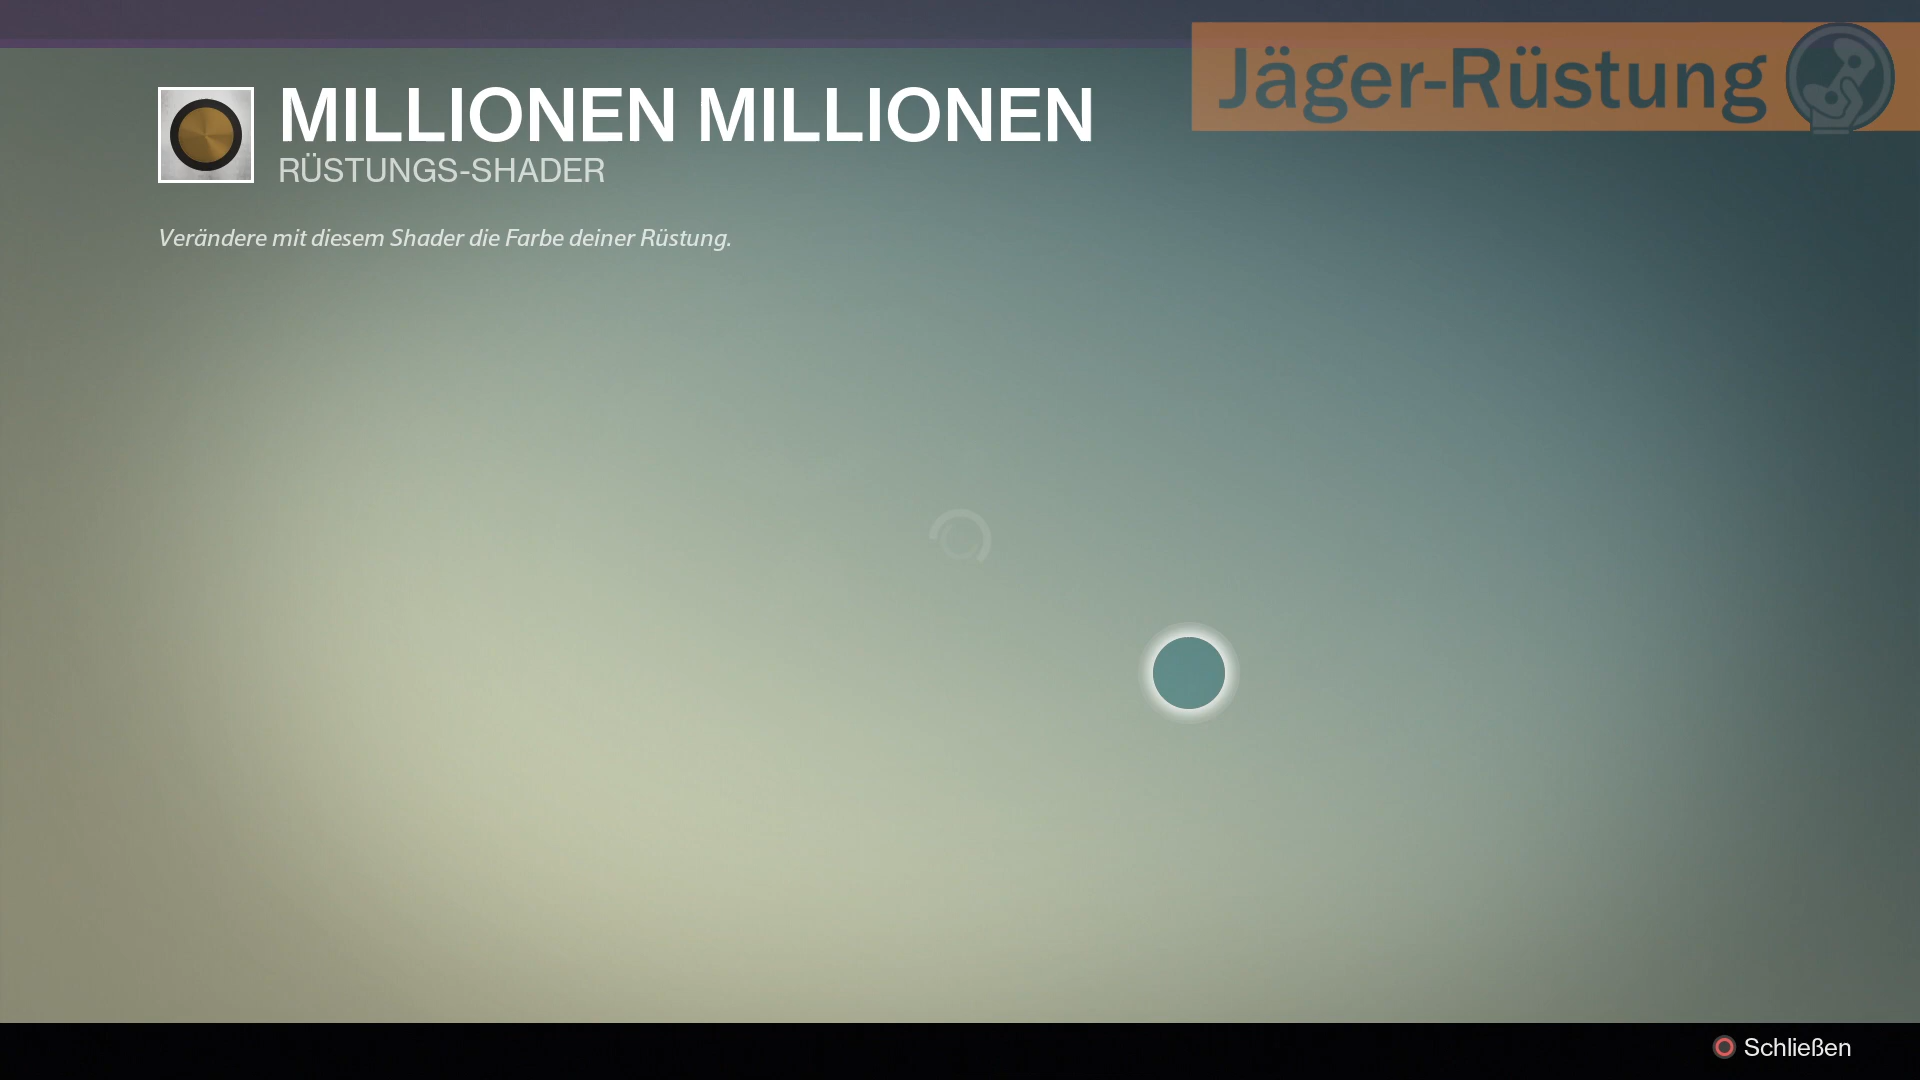 Jäger-Rüstung
MILLIONEN MILLIONEN
RÜSTUNGS-SHADER
Verändere mit diesem Shader die Farbe deiner Rüstung.
Schließen